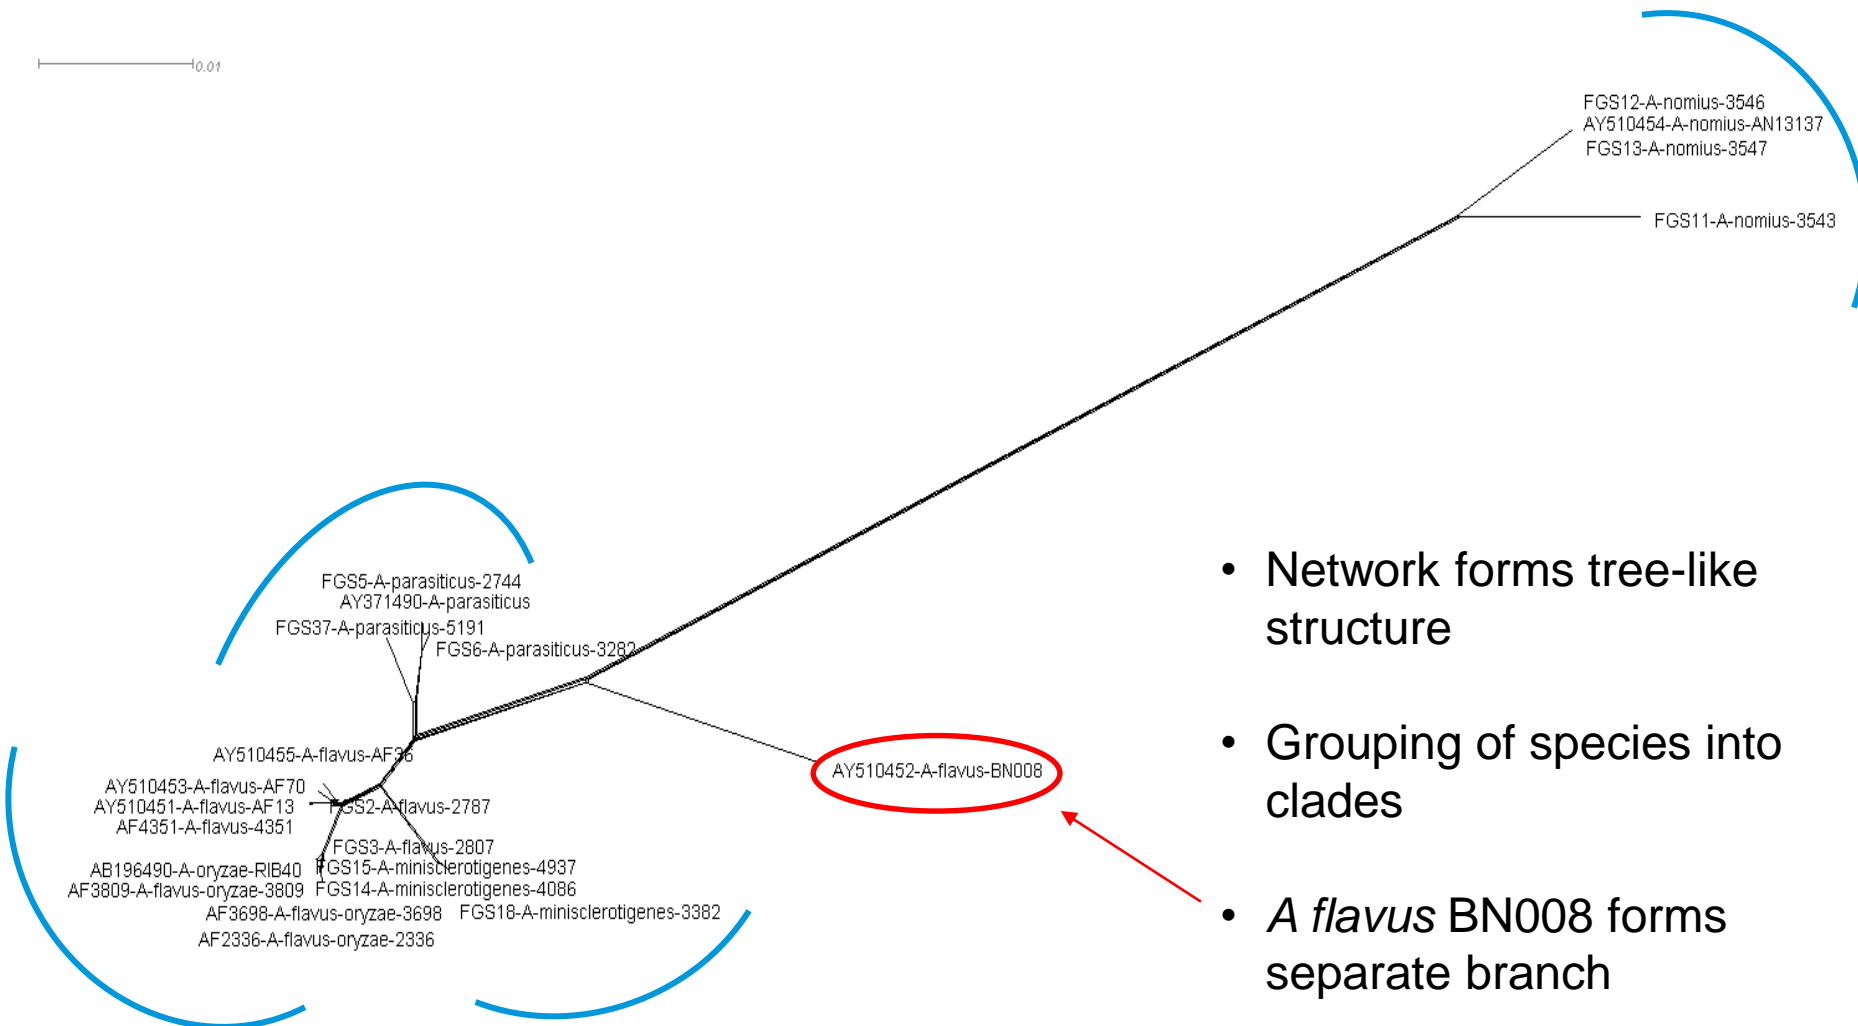 0.01
FGS12-A-nomius-3546
AY510454-A-nomius-AN13137
FGS13-A-nomius-3547
FGS11-A-nomius-3543
FGS5-A-parasiticus-2744
AY371490-A-parasiticus
FGS37-A-parasiticus-5191
FGS6-A-parasiticus-3282
AY510455-A-flavus-AF36
AY510453-A-flavus-AF70
AY510451-A-flavus-AF13
FGS2-A-flavus-2787
AF4351-A-flavus-4351
FGS3-A-flavus-2807
AB196490-A-oryzae-RIB40
FGS15-A-minisclerotigenes-4937
AF3809-A-flavus-oryzae-3809
FGS14-A-minisclerotigenes-4086
AF3698-A-flavus-oryzae-3698
FGS18-A-minisclerotigenes-3382
AF2336-A-flavus-oryzae-2336
AY510452-A-flavus-BN008
• Network forms tree-like
structure
• Grouping of species into
clades
• A flavus BN008 forms
separate branch